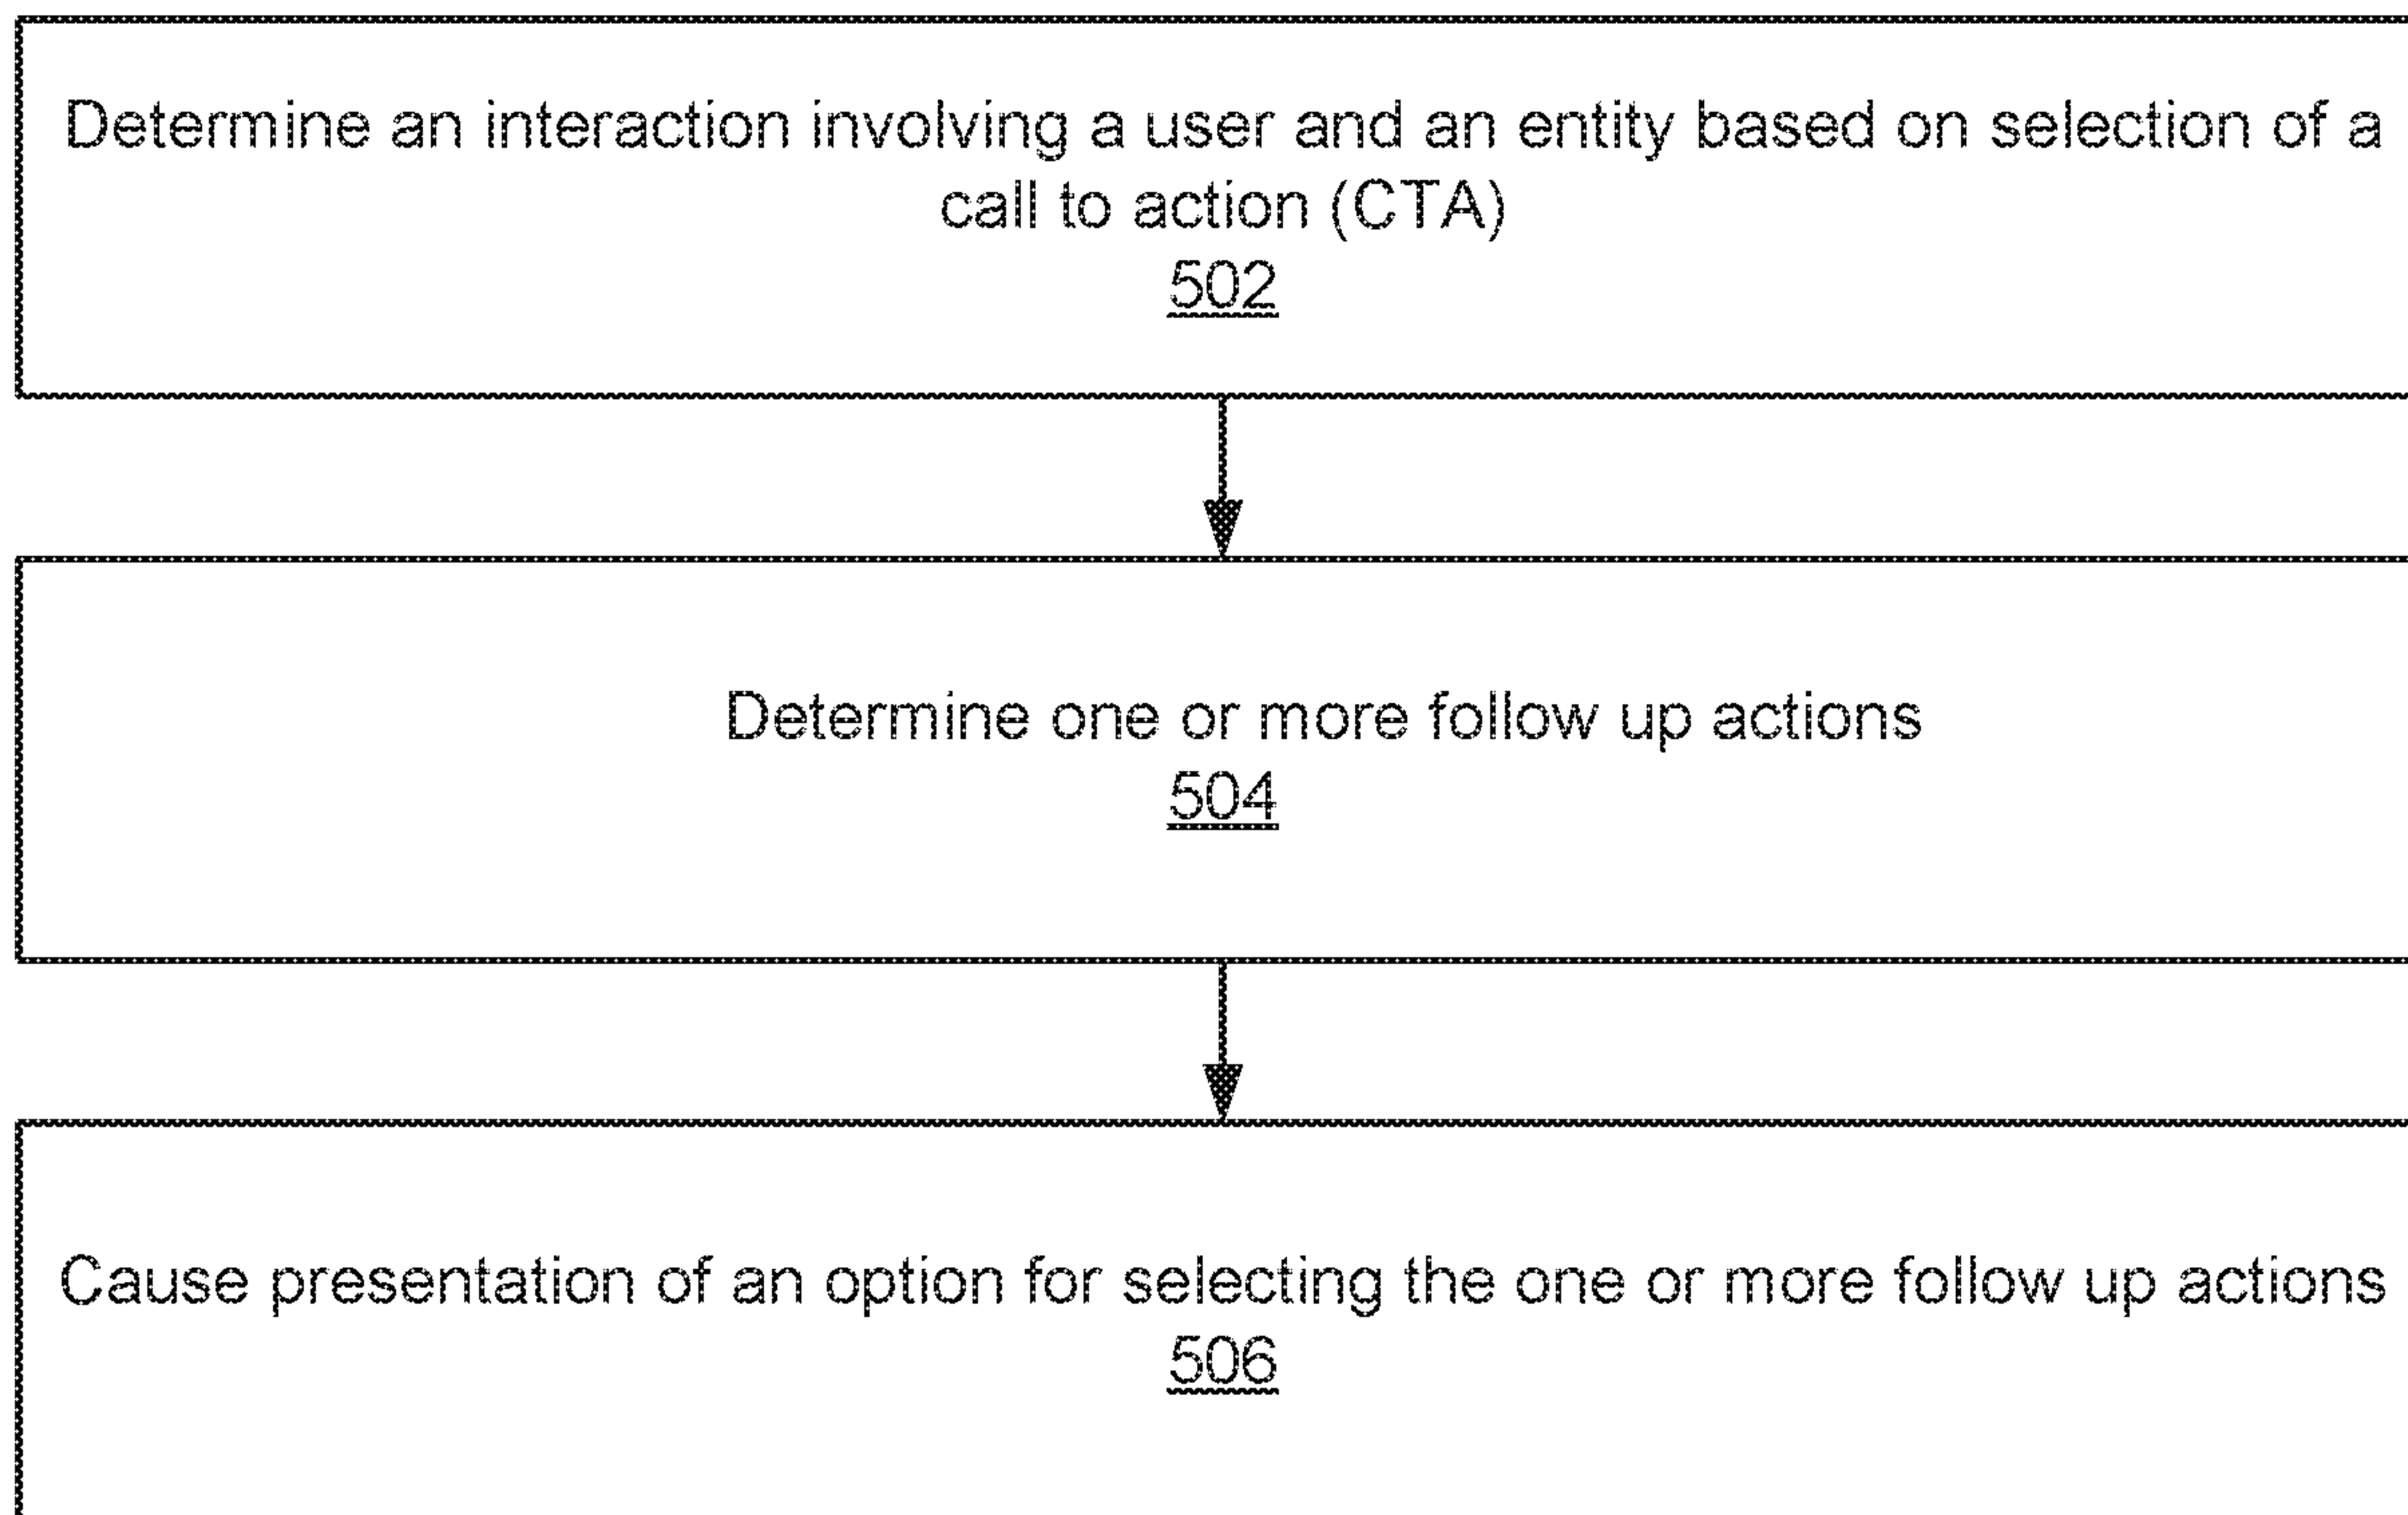 Determine an interaction involving a user and an entity based on selection of a
call to action (CTA)
502
Determine one or more follow up actions
504
Cause presentation of an option for selecting the one or more follow up actions
506